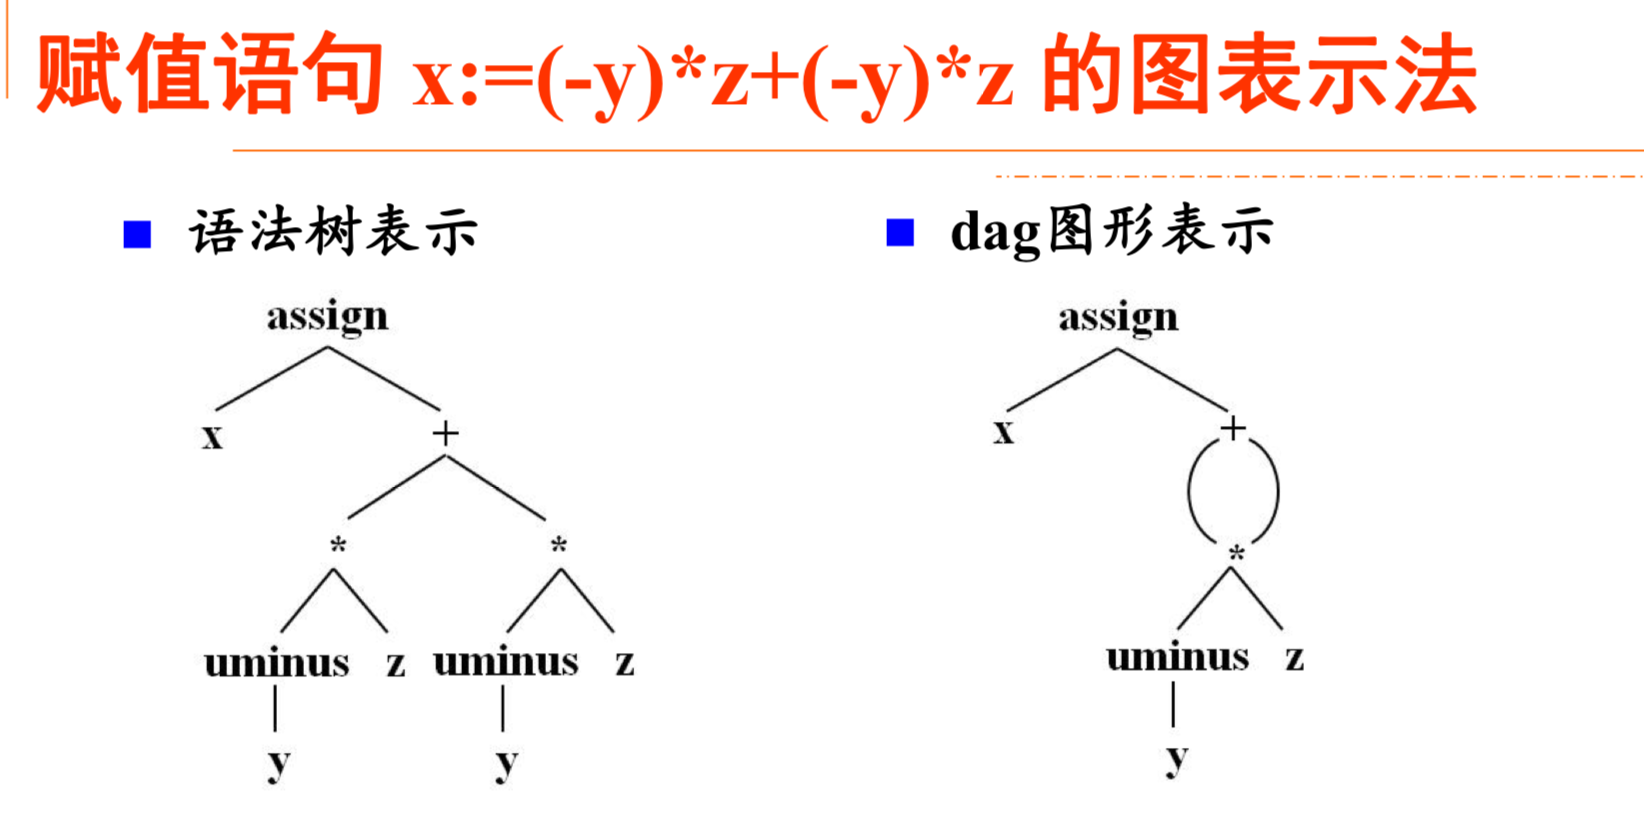 赋值语句 x:=(-y)*z+(-y)*z 的图表示法
语法树表示
assign
x +
* *
uminus z uminus z
y y
dag图形表示
assign
x +
*
uminus z
y